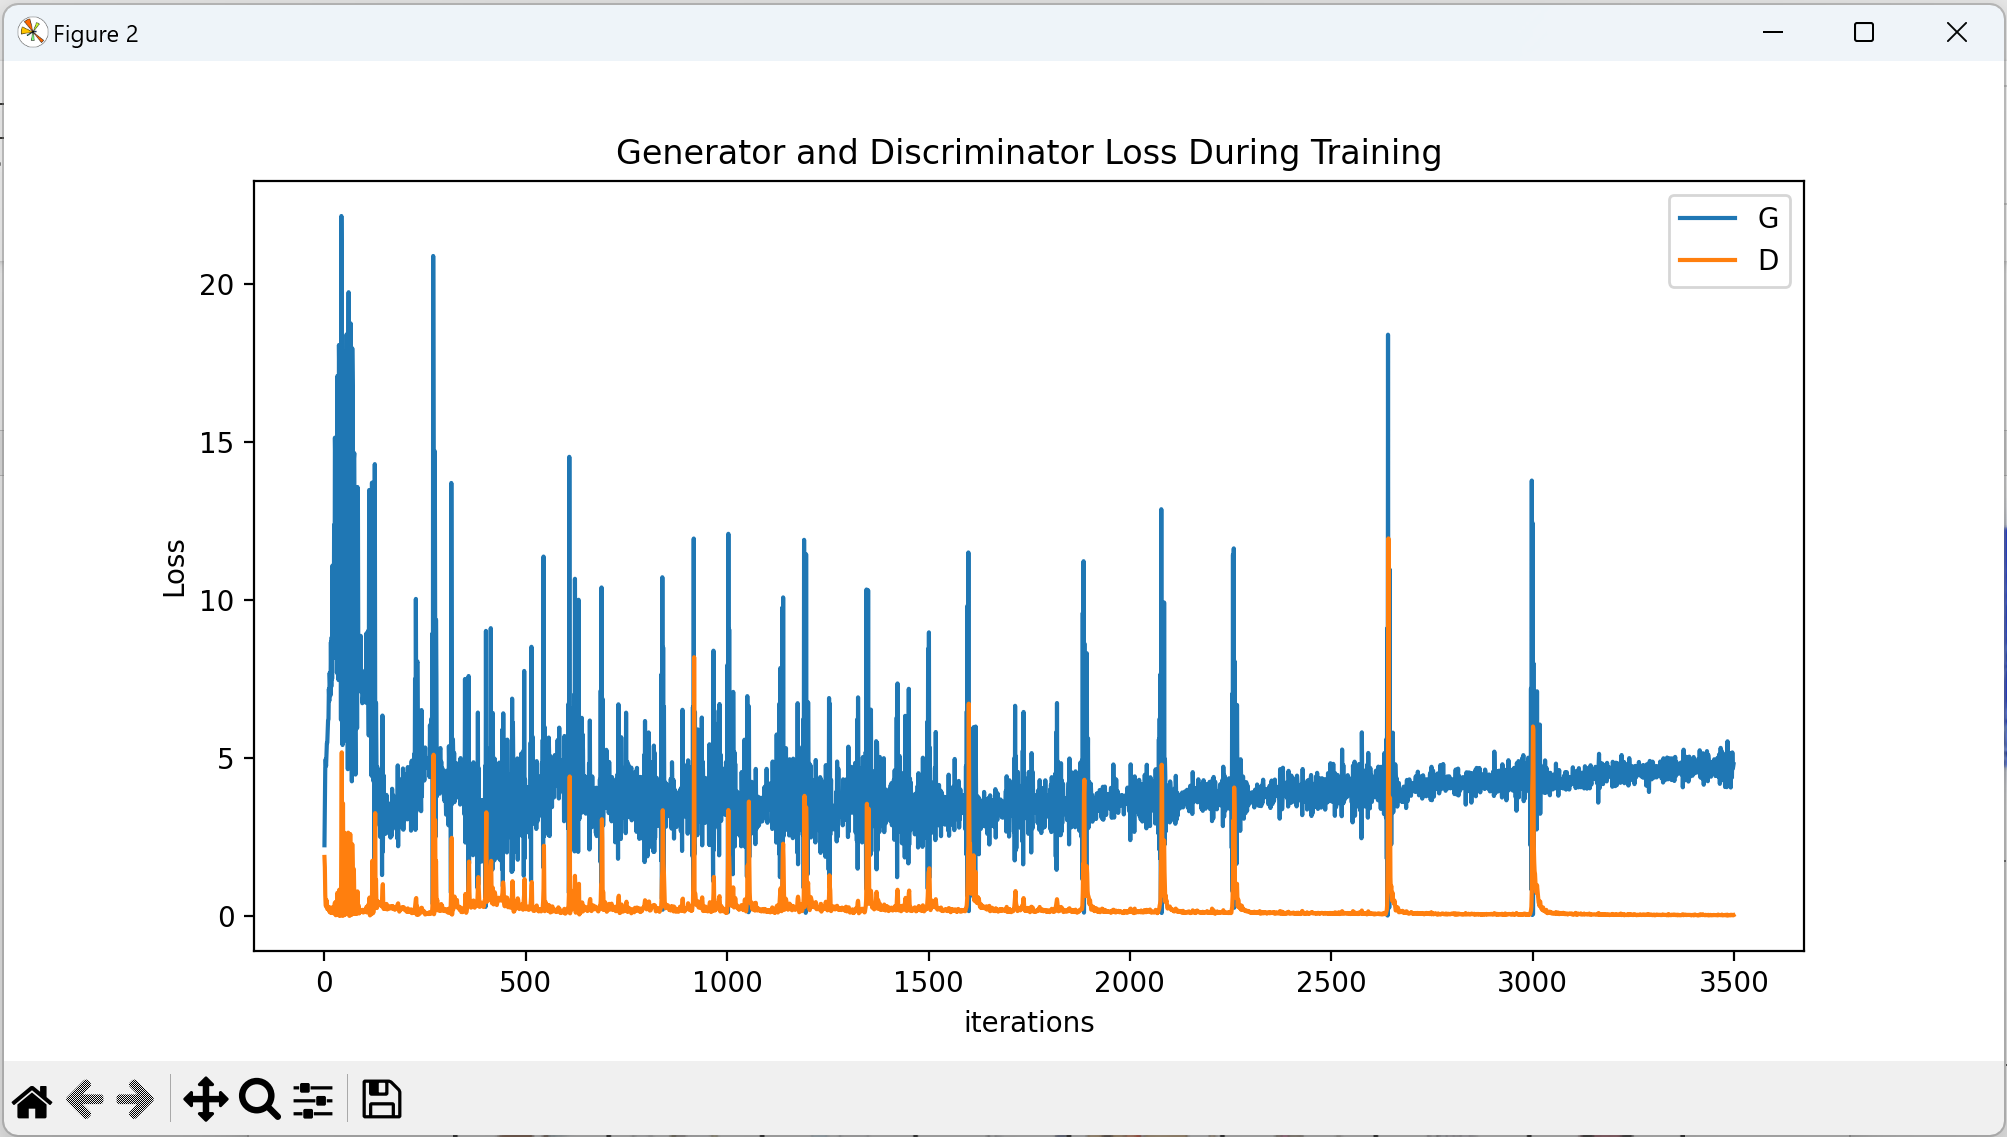 Figure 2
Generator and Discriminator Loss During Training
G
D
20
15
10
5
0
Loss
0 500 1000 1500 2000 2500 3000 3500
iterations